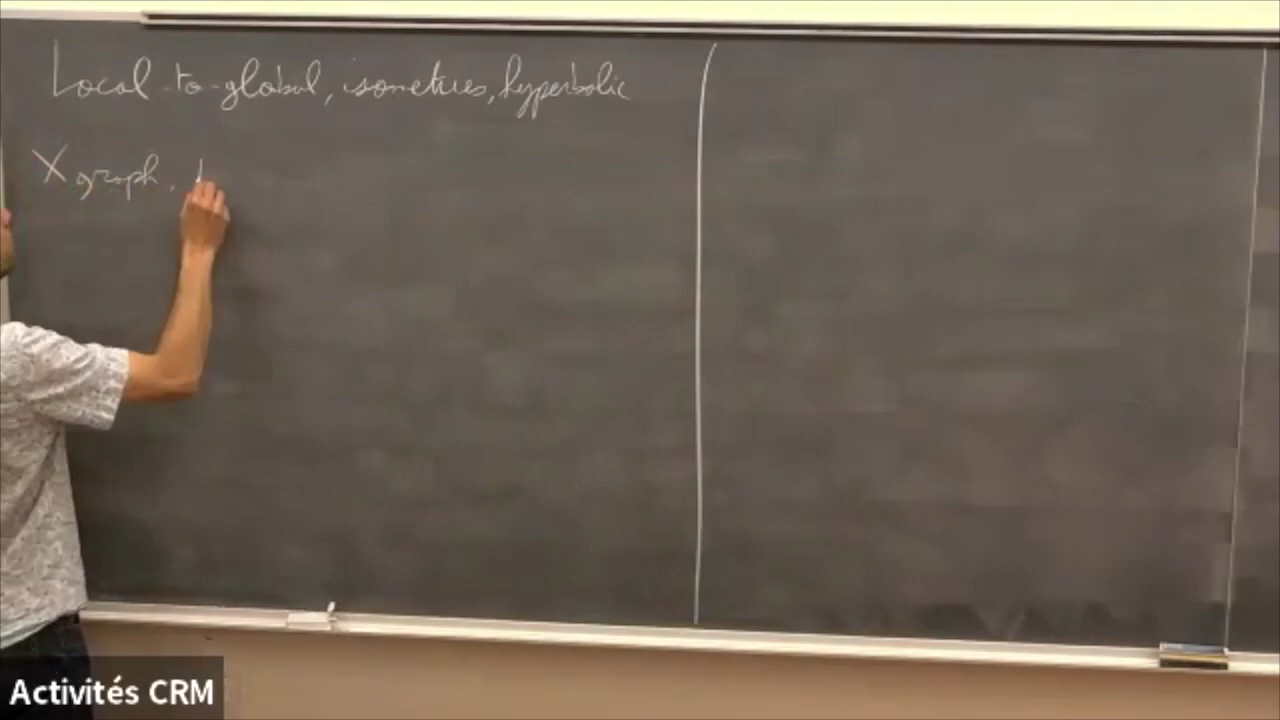 Local-to-global, isometries, hyperbolic
X graph.
Activités CRM